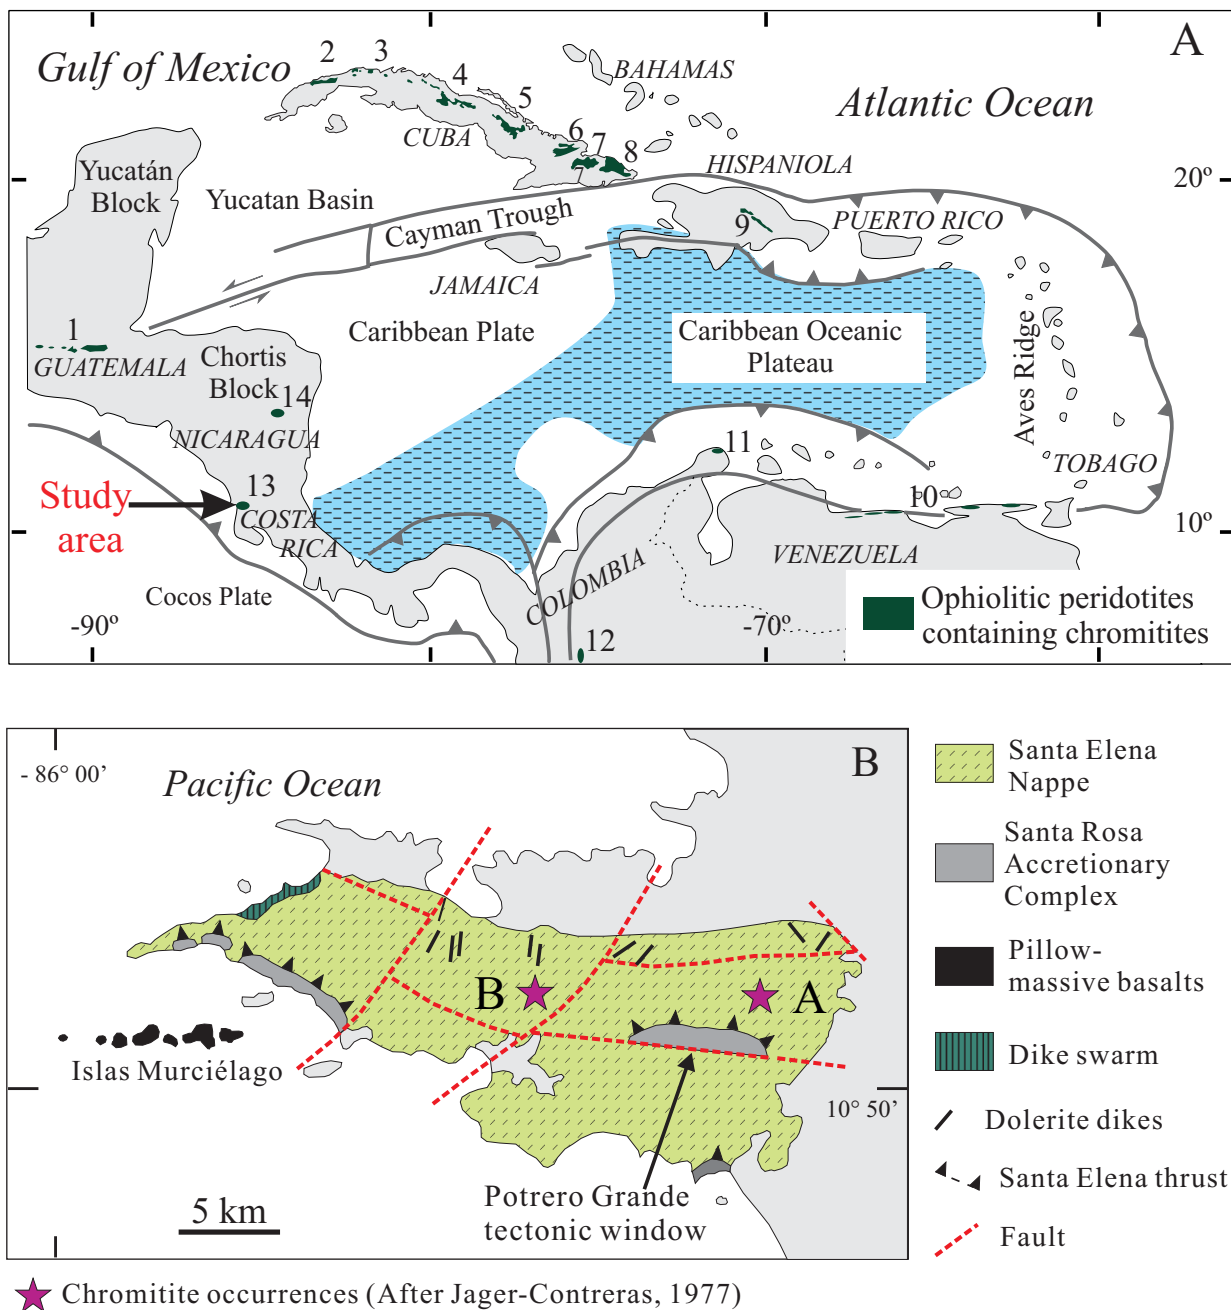 A
Gulf of Mexico
2
3
4
5
BAHAMAS
Atlantic Ocean
CUBA
6
7
8
7
HISPANIOLA
Yucatán
Block
20º
Yucatan Basin
Cayman Trough
9
PUERTO RICO
JAMAICA
1
GUATEMALA
Caribbean Plate
Caribbean Oceanic
Plateau
Aves Ridge
Chortis
Block
14
NICARAGUA
11
TOBAGO
Study
area
13
COSTA
RICA
10
10º
VENEZUELA
COLOMBIA
Cocos Plate
-90º
-70º
12
Ophiolitic peridotites
containing chromitites
- 86° 00’
Pacific Ocean
B
B
A
Islas Murciélago
10° 50’
Potrero Grande
tectonic window
5 km
Santa Elena
Nappe
Santa Rosa
Accretionary
Complex
Pillow-
massive basalts
Dike swarm
Dolerite dikes
Santa Elena thrust
Fault
Chromitite occurrences (After Jager-Contreras, 1977)